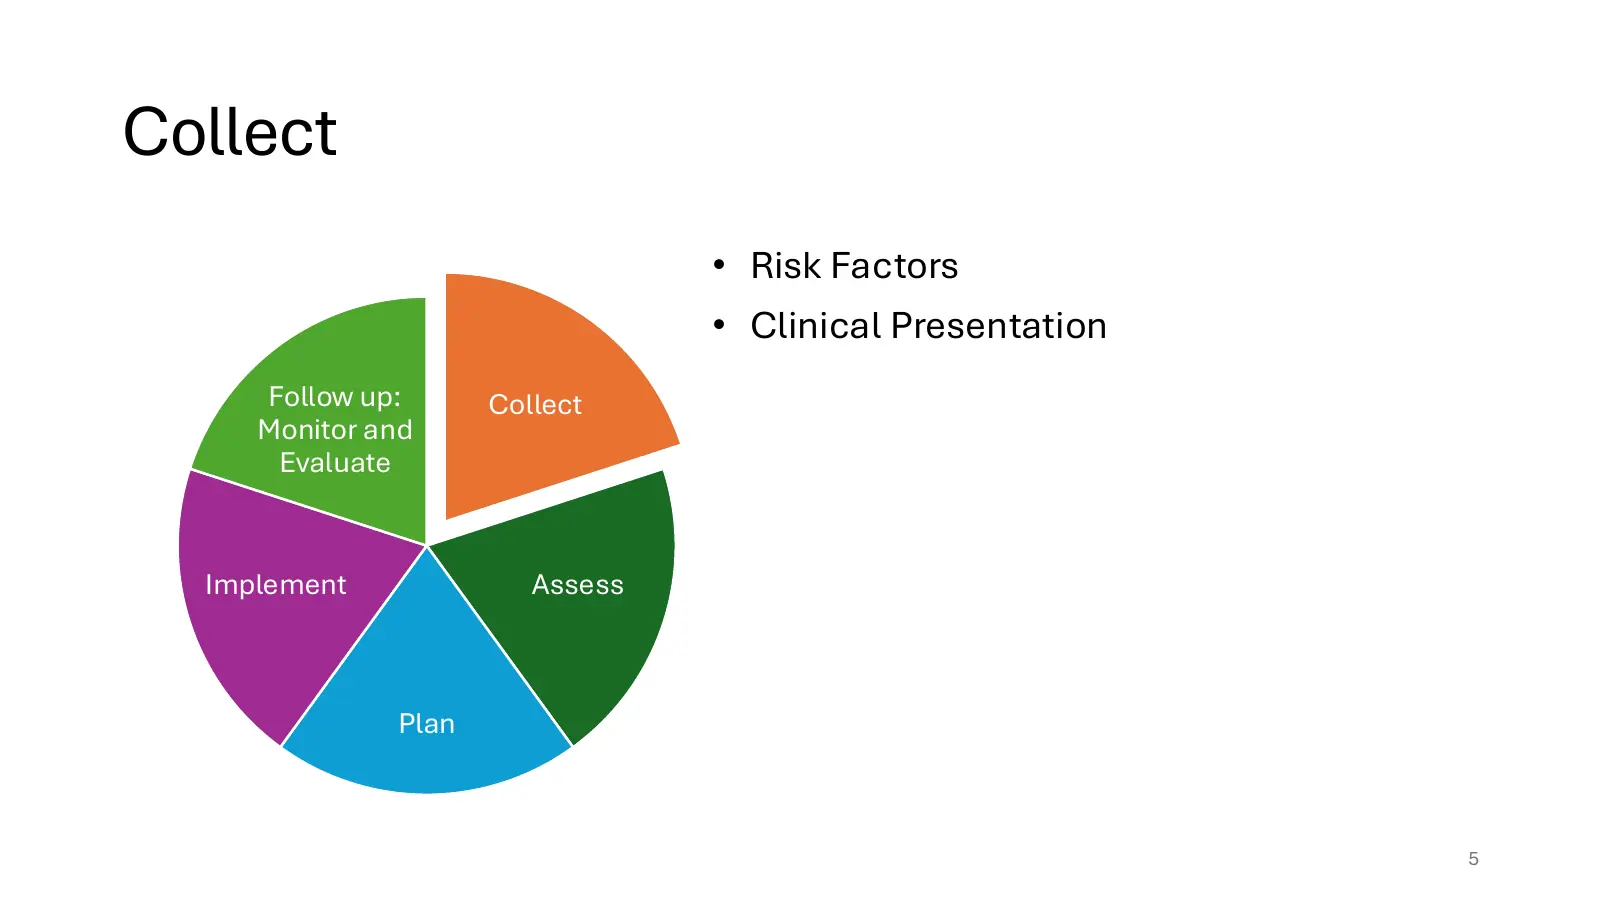 Collect
• Risk Factors
• Clinical Presentation
Collect
Follow up:
Monitor and
Evaluate
Implement
Assess
Plan
5